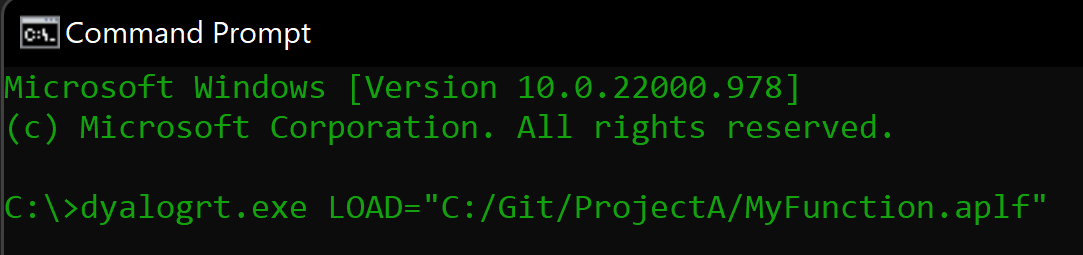 C:\_ Command Prompt
Microsoft Windows [Version 10.0.22000.978]
(c) Microsoft Corporation. All rights reserved.
C:\>dyalogrt.exe LOAD="C:/Git/ProjectA/MyFunction.aplf"